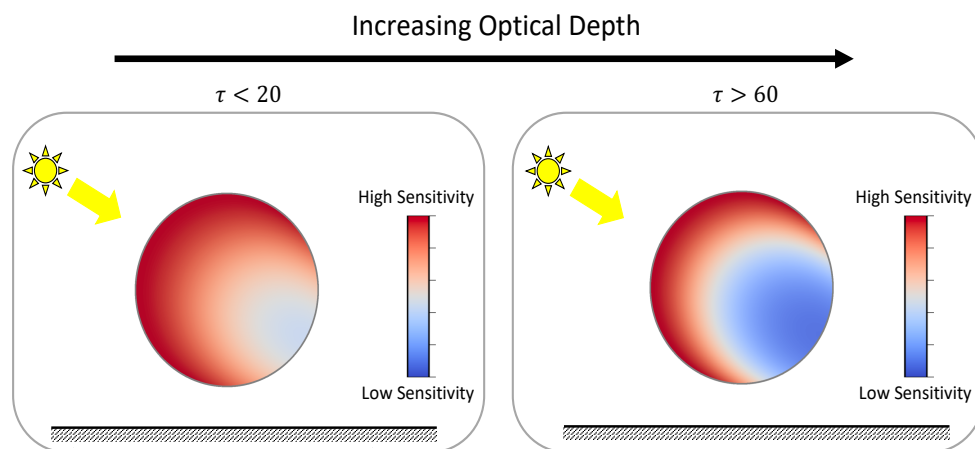 Increasing Optical Depth
τ < 20
τ > 60
High Sensitivity
Low Sensitivity
High Sensitivity
Low Sensitivity